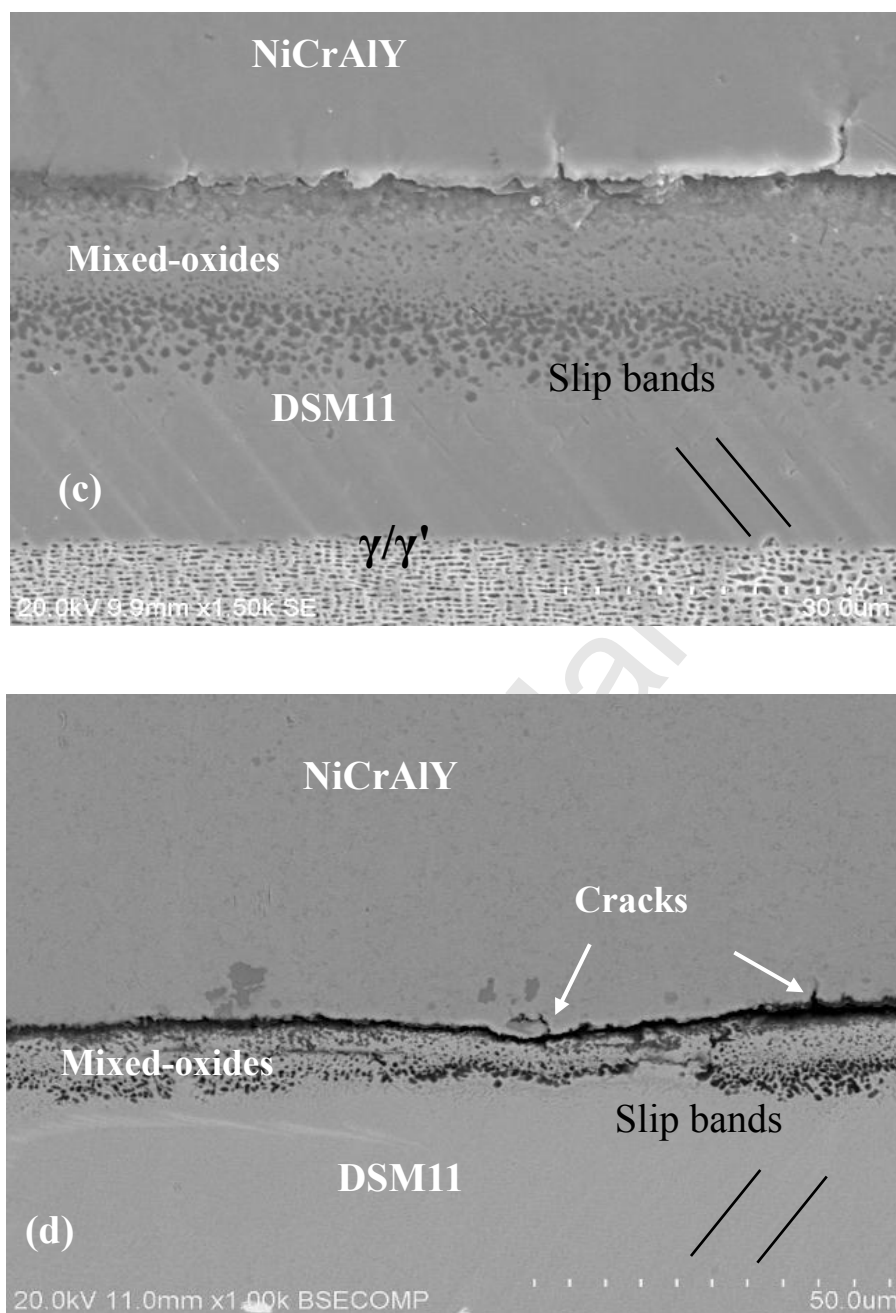 NiCrAlY
Mixed-oxides
Slip bands
DSM11
(c)
γ/γ'
20.0kV 9.9mm x1.50k SE 30.0um
NiCrAlY
Cracks
Mixed-oxides
Slip bands
DSM11
(d)
20.0kV 11.0mm x1.00k BSECOMP 50.0um